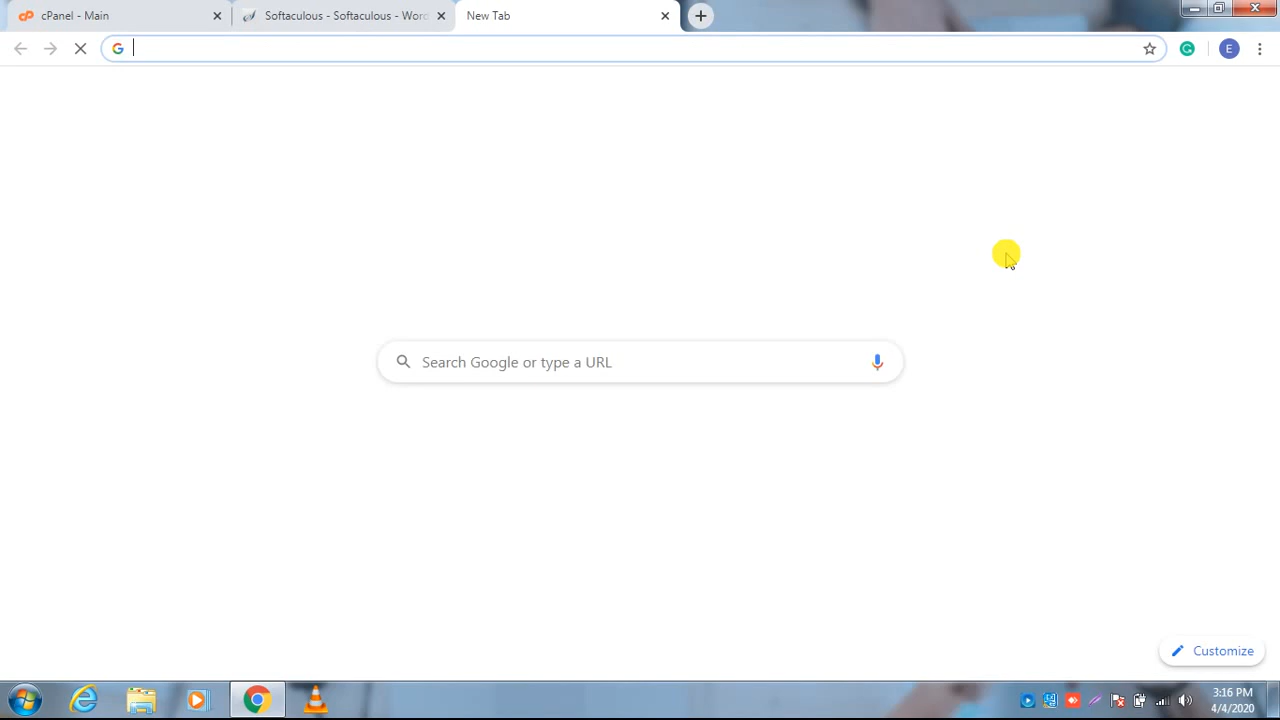 cPanel - Main
Softaculous - Softaculous - Word
New Tab
E
Search Google or type a URL
Customize
3:16 PM
4/4/2020